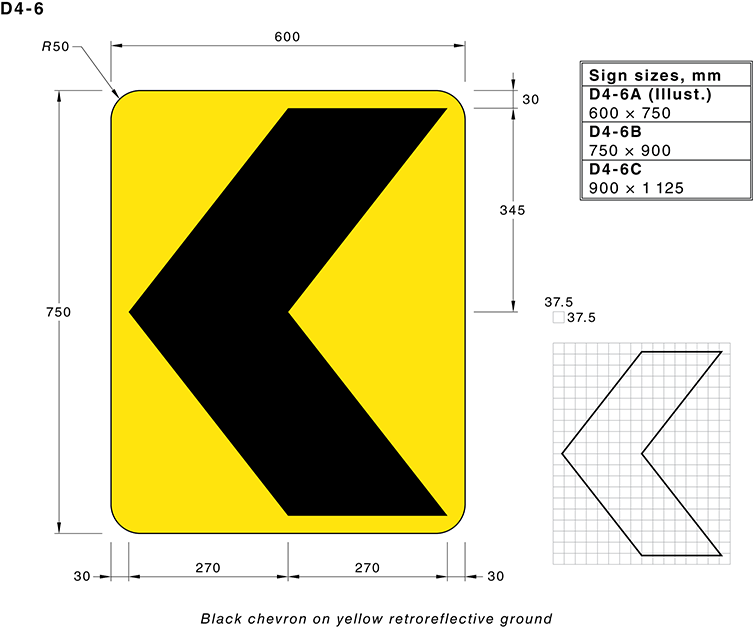 D4-6
R50
600
30
345
750
30
270
270
30
Sign sizes, mm
D4-6A (Illust.)
600 × 750
D4-6B
750 × 900
D4-6C
900 × 1 125
37.5
37.5
Black chevron on yellow retroreflective ground